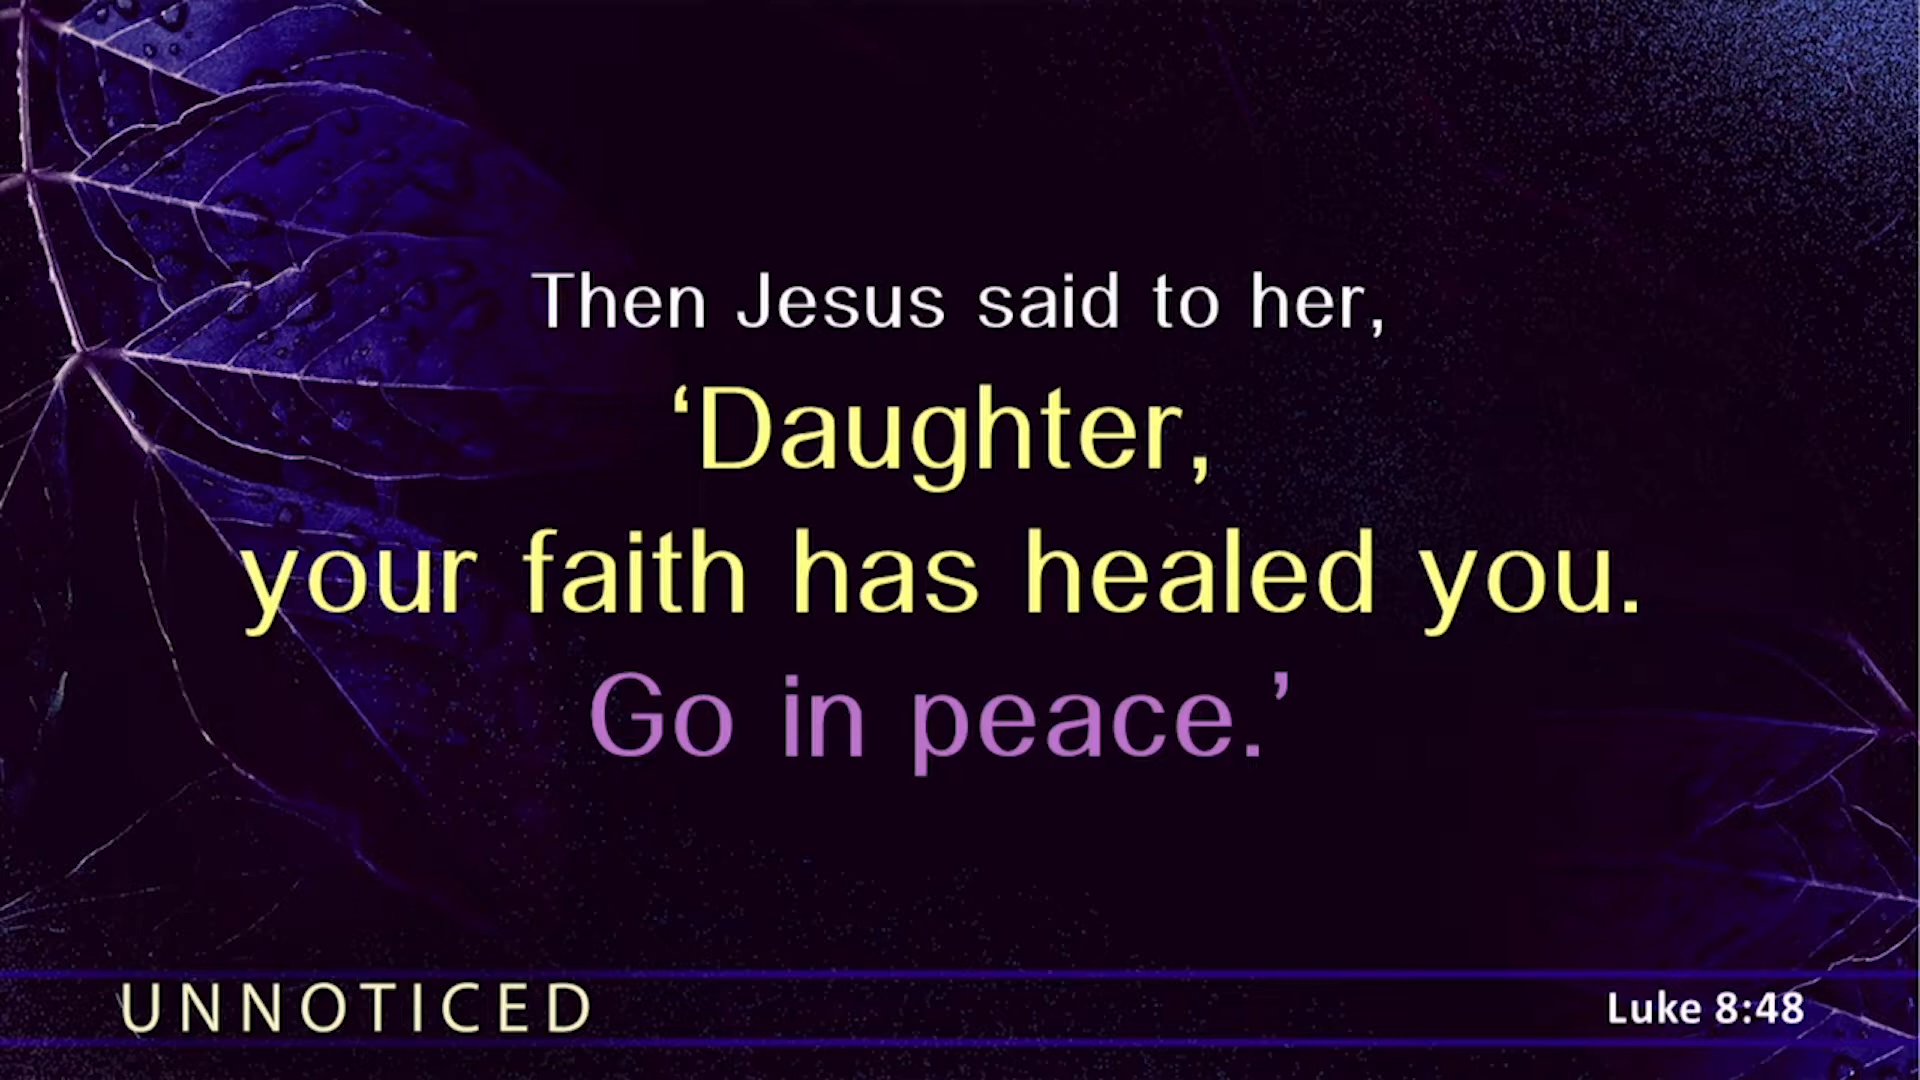 Then Jesus said to her,
‘Daughter,
your faith has healed you.
Go in peace.’
UNNOTICED
Luke 8:48